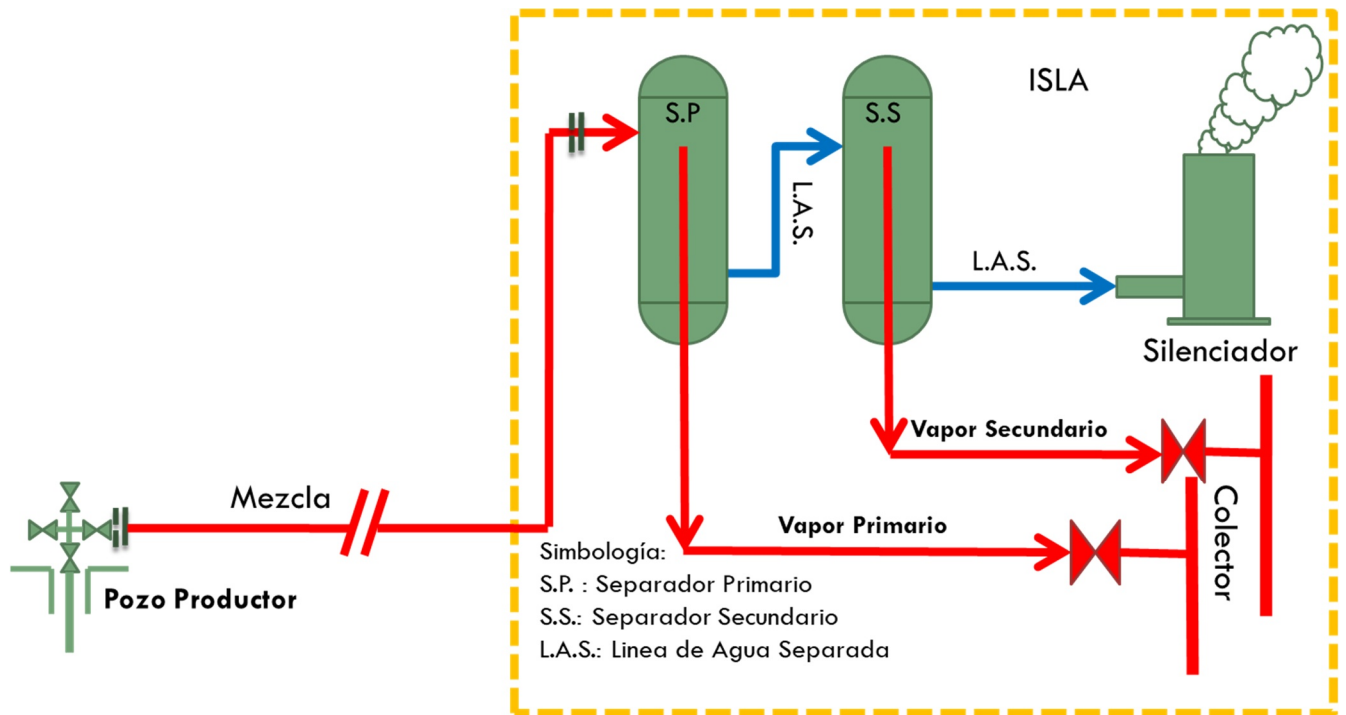 ISLA
S.P
S.S
L.A.S.
L.A.S.
Silenciador
Vapor Secundario
Mezcla
Colector
Vapor Primario
Pozo Productor
Simbología:
S.P. : Separador Primario
S.S.: Separador Secundario
L.A.S.: Linea de Agua Separada